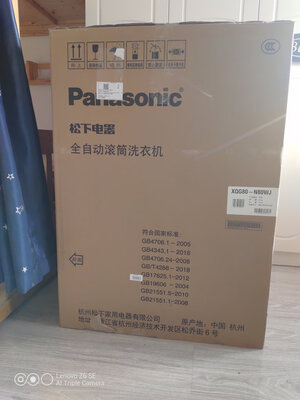 Panasonic
松下电器
全自动滚筒洗衣机
XQG80-N80WJ
符合国家标准:
GB4706.1-2005
GB4343.1-2018
GB4706.24-2008
GB/T4288-2018
GB17625.1-2012
GB19606-2004
GB21551.5-2010
GB21551.1-2008
杭州松下家用电器有限公司
地址:浙江省杭州经济技术开发区松乔街6号
原产地:中国 杭州
Lenovo Z6 SE
AI Triple Camera